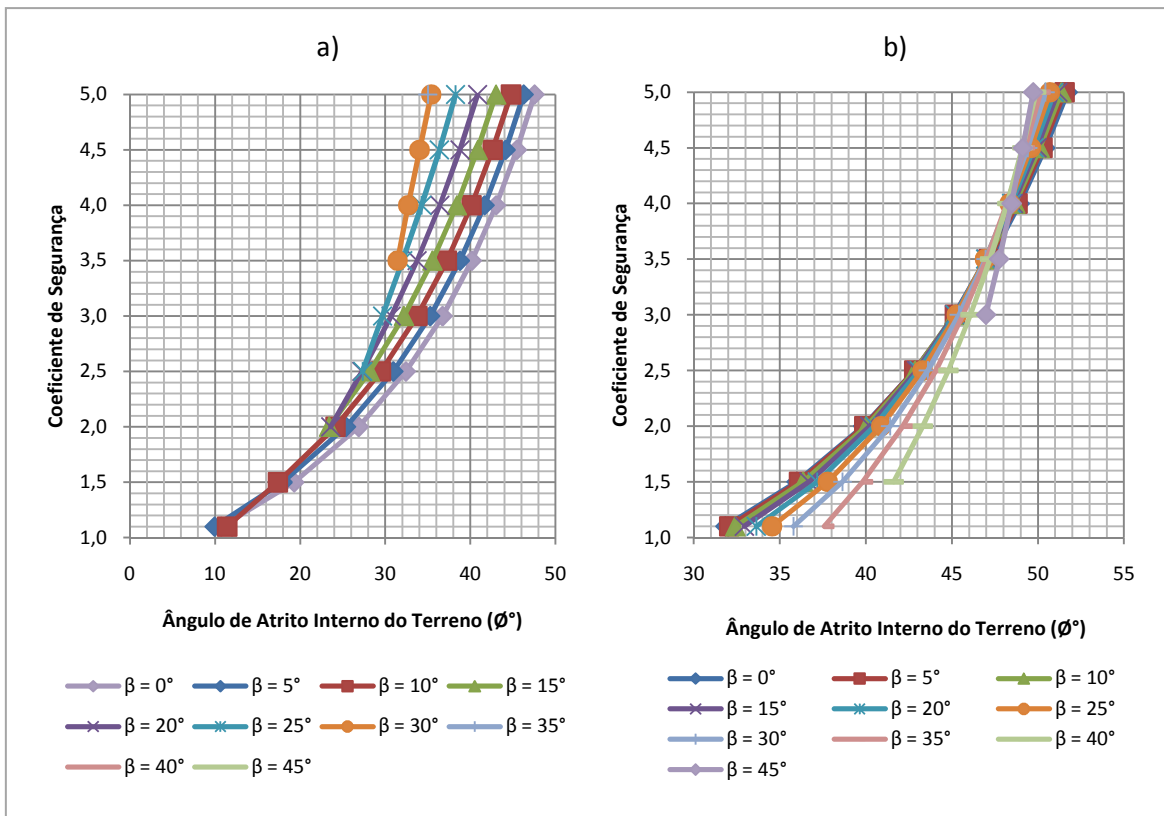 a)
5,0
4,5
4,0
3,5
3,0
2,5
2,0
1,5
1,0
Coeficiente de Segurança
0 10 20 30 40 50
Ângulo de Atrito Interno do Terreno (Ø°)
β = 0° β = 5° β = 10° β = 15°
β = 20° β = 25° β = 30° β = 35°
β = 40° β = 45°
b)
5,0
4,5
4,0
3,5
3,0
2,5
2,0
1,5
1,0
Coeficiente de Segurança
30 35 40 45 50 55
Ângulo de Atrito Interno do Terreno (Ø°)
β = 0° β = 5° β = 10°
β = 15° β = 20° β = 25°
β = 30° β = 35° β = 40°
β = 45°